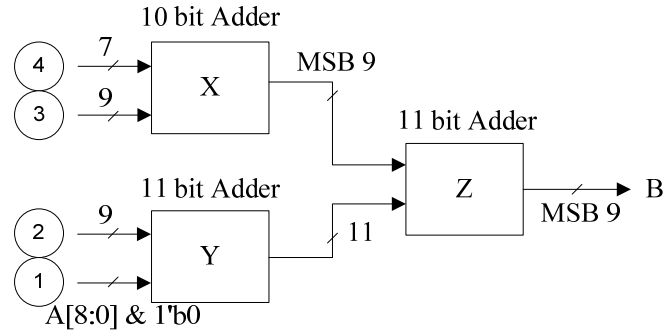 10 bit Adder
4
7
X
MSB 9
3
9
11 bit Adder
11 bit Adder
2
9
Y
11
Z
B
MSB 9
1
A[8:0] & 1'b0